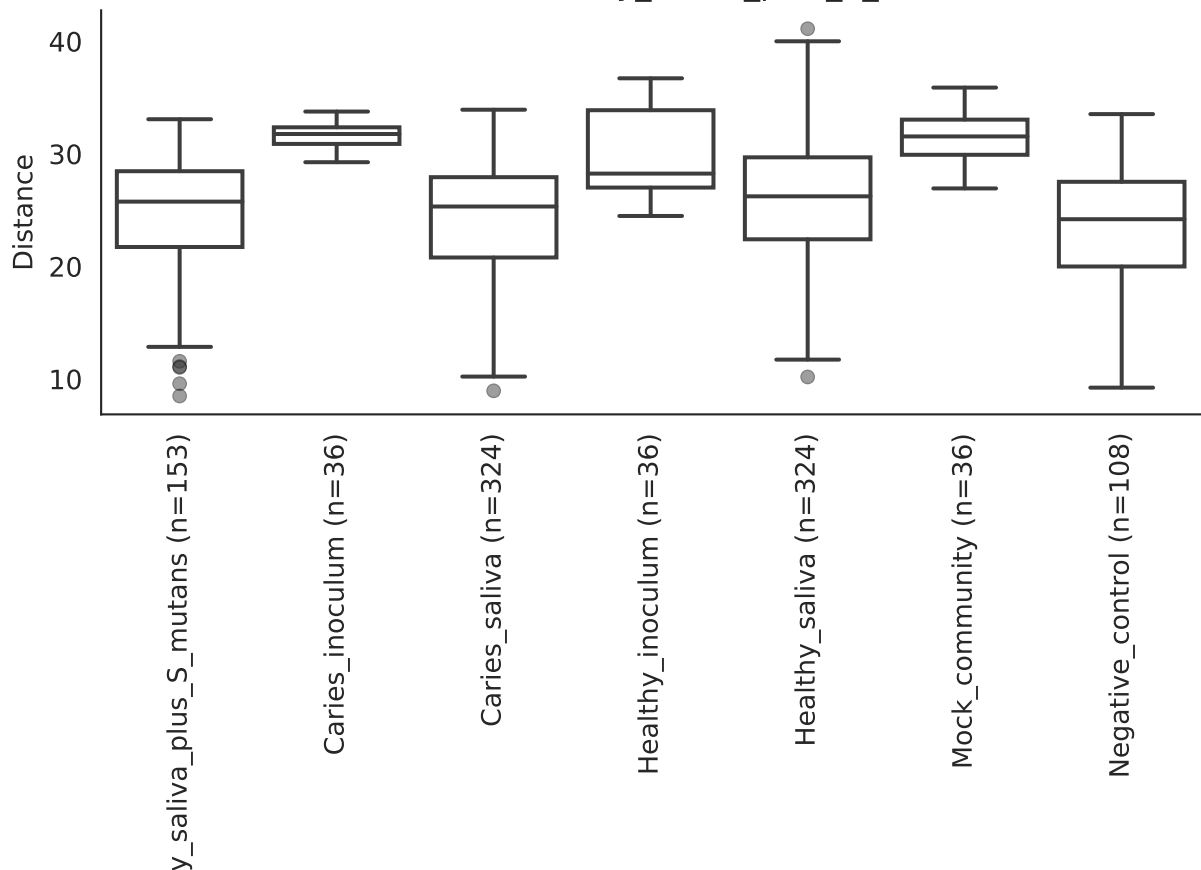 40
30
20
10
Distance
y_saliva_plus_S_mutans (n=153)
Caries_inoculum (n=36)
Caries_saliva (n=324)
Healthy_inoculum (n=36)
Healthy_saliva (n=324)
Mock_community (n=36)
Negative_control (n=108)